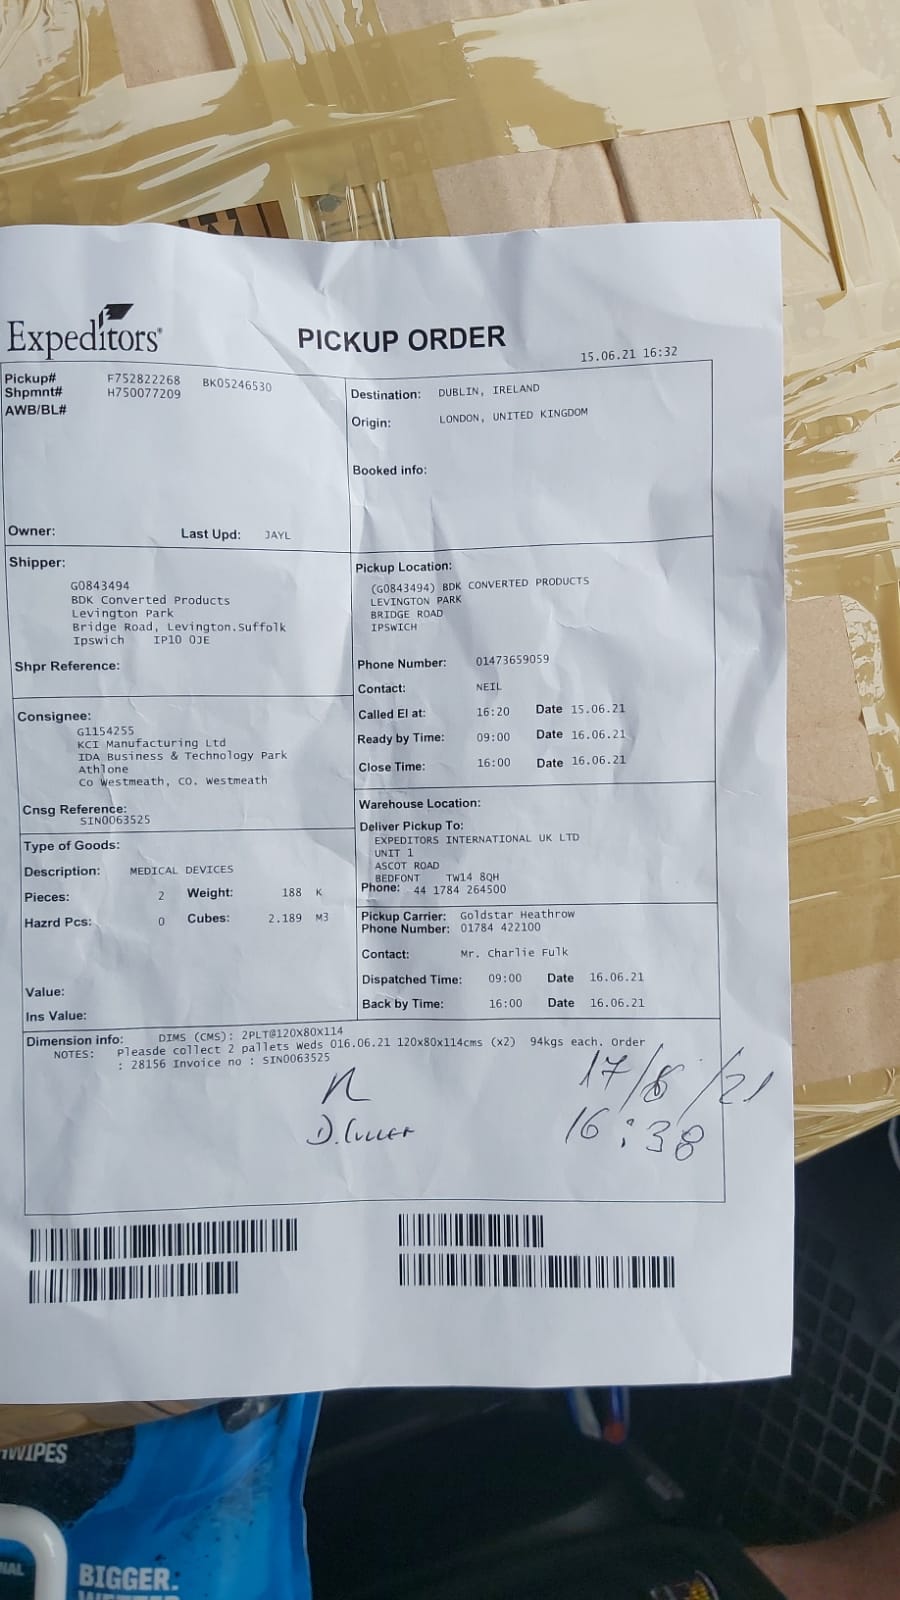 Expeditors
PICKUP ORDER
15.06.21 16:32
Pickup# F752822268 BK05246530
Shpmnt# H750077209
AWB/BL#
Owner: Last Upd: JAYL
Destination: DUBLIN, IRELAND
Origin: LONDON, UNITED KINGDOM
Booked info:
Shipper:
G0843494
BDK Converted Products
Levington Park
Bridge Road, Levington.Suffolk
Ipswich IP10 0JE
Shpr Reference:
Pickup Location:
(G0843494) BDK CONVERTED PRODUCTS
LEVINGTON PARK
BRIDGE ROAD
IPSWICH
Phone Number: 01473659059
Contact: NEIL
Called EI at: 16:20 Date 15.06.21
Ready by Time: 09:00 Date 16.06.21
Close Time: 16:00 Date 16.06.21
Consignee:
G1154255
KCI Manufacturing Ltd
IDA Business & Technology Park
Athlone
Co Westmeath, CO. Westmeath
Cnsg Reference:
SIN0063525
Warehouse Location:
Deliver Pickup To:
EXPEDITORS INTERNATIONAL UK LTD
UNIT 1
ASCOT ROAD
BEDFONT TW14 8QH
Phone: 44 1784 264500
Type of Goods:
Description: MEDICAL DEVICES
Pieces: 2 Weight: 188 K
Hazrd Pcs: 0 Cubes: 2.189 M3
Value:
Ins Value:
Pickup Carrier: Goldstar Heathrow
Phone Number: 01784 422100
Contact: Mr. Charlie Fulk
Dispatched Time: 09:00 Date 16.06.21
Back by Time: 16:00 Date 16.06.21
Dimension info: DIMS (CMS): 2PLT@120X80X114
NOTES: Pleasde collect 2 pallets weds 016.06.21 120x80x114cms (x2) 94kgs each. Order
: 28156 Invoice no : SIN0063525
17/6/21
D.
16:38
WIPES
BIGGER.